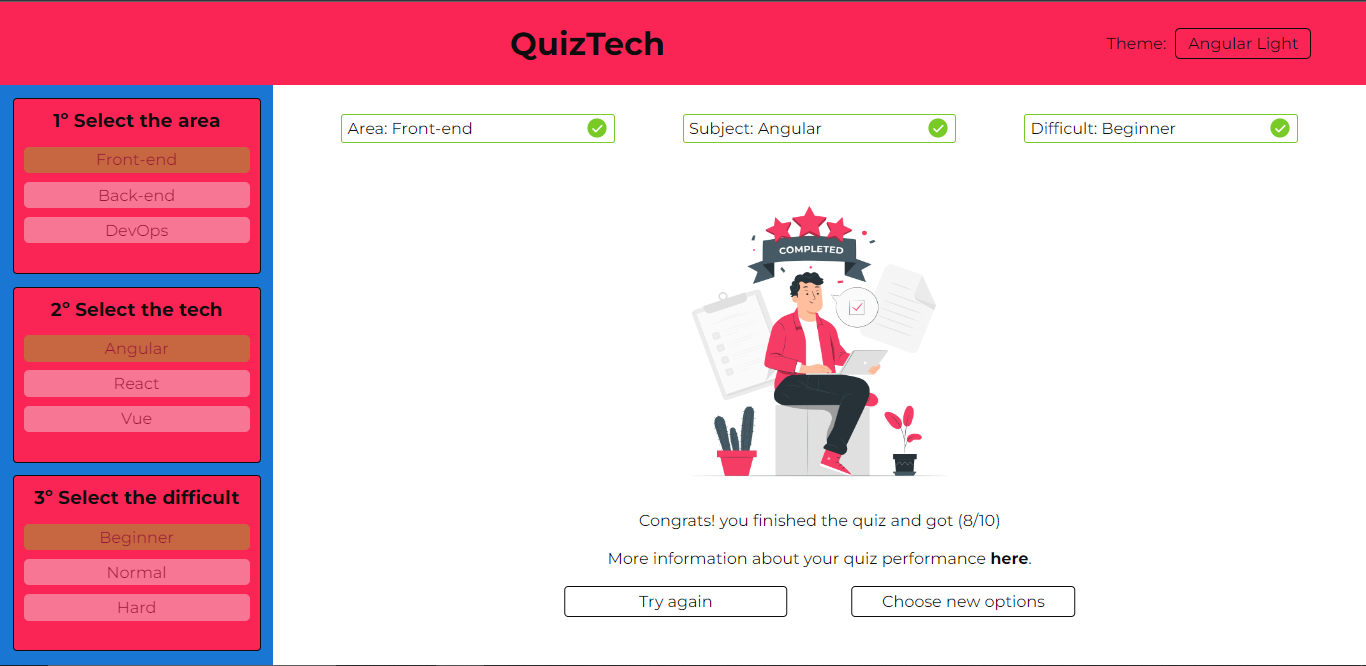 QuizTech
Theme: Angular Light
1º Select the area
Front-end
Back-end
DevOps
2º Select the tech
Angular
React
Vue
3º Select the difficult
Beginner
Normal
Hard
Area: Front-end
Subject: Angular
Difficult: Beginner
COMPLETED
Congrats! you finished the quiz and got (8/10)
More information about your quiz performance here.
Try again
Choose new options